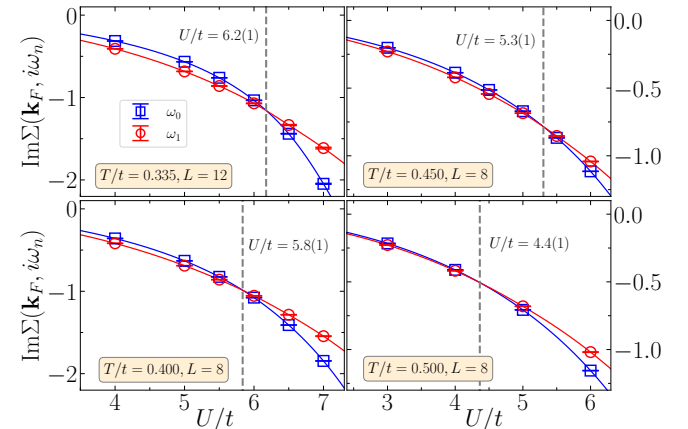 0
−1
−2
ImΣ(k_F, iω_n)
U/t = 6.2(1)
ω_0
ω_1
T/t = 0.335, L = 12
U/t = 5.3(1)
T/t = 0.450, L = 8
0.0
−0.5
−1.0
0
−1
−2
ImΣ(k_F, iω_n)
U/t = 5.8(1)
T/t = 0.400, L = 8
4 5 6 7
U/t
U/t = 4.4(1)
T/t = 0.500, L = 8
0.0
−0.5
−1.0
3 4 5 6
U/t